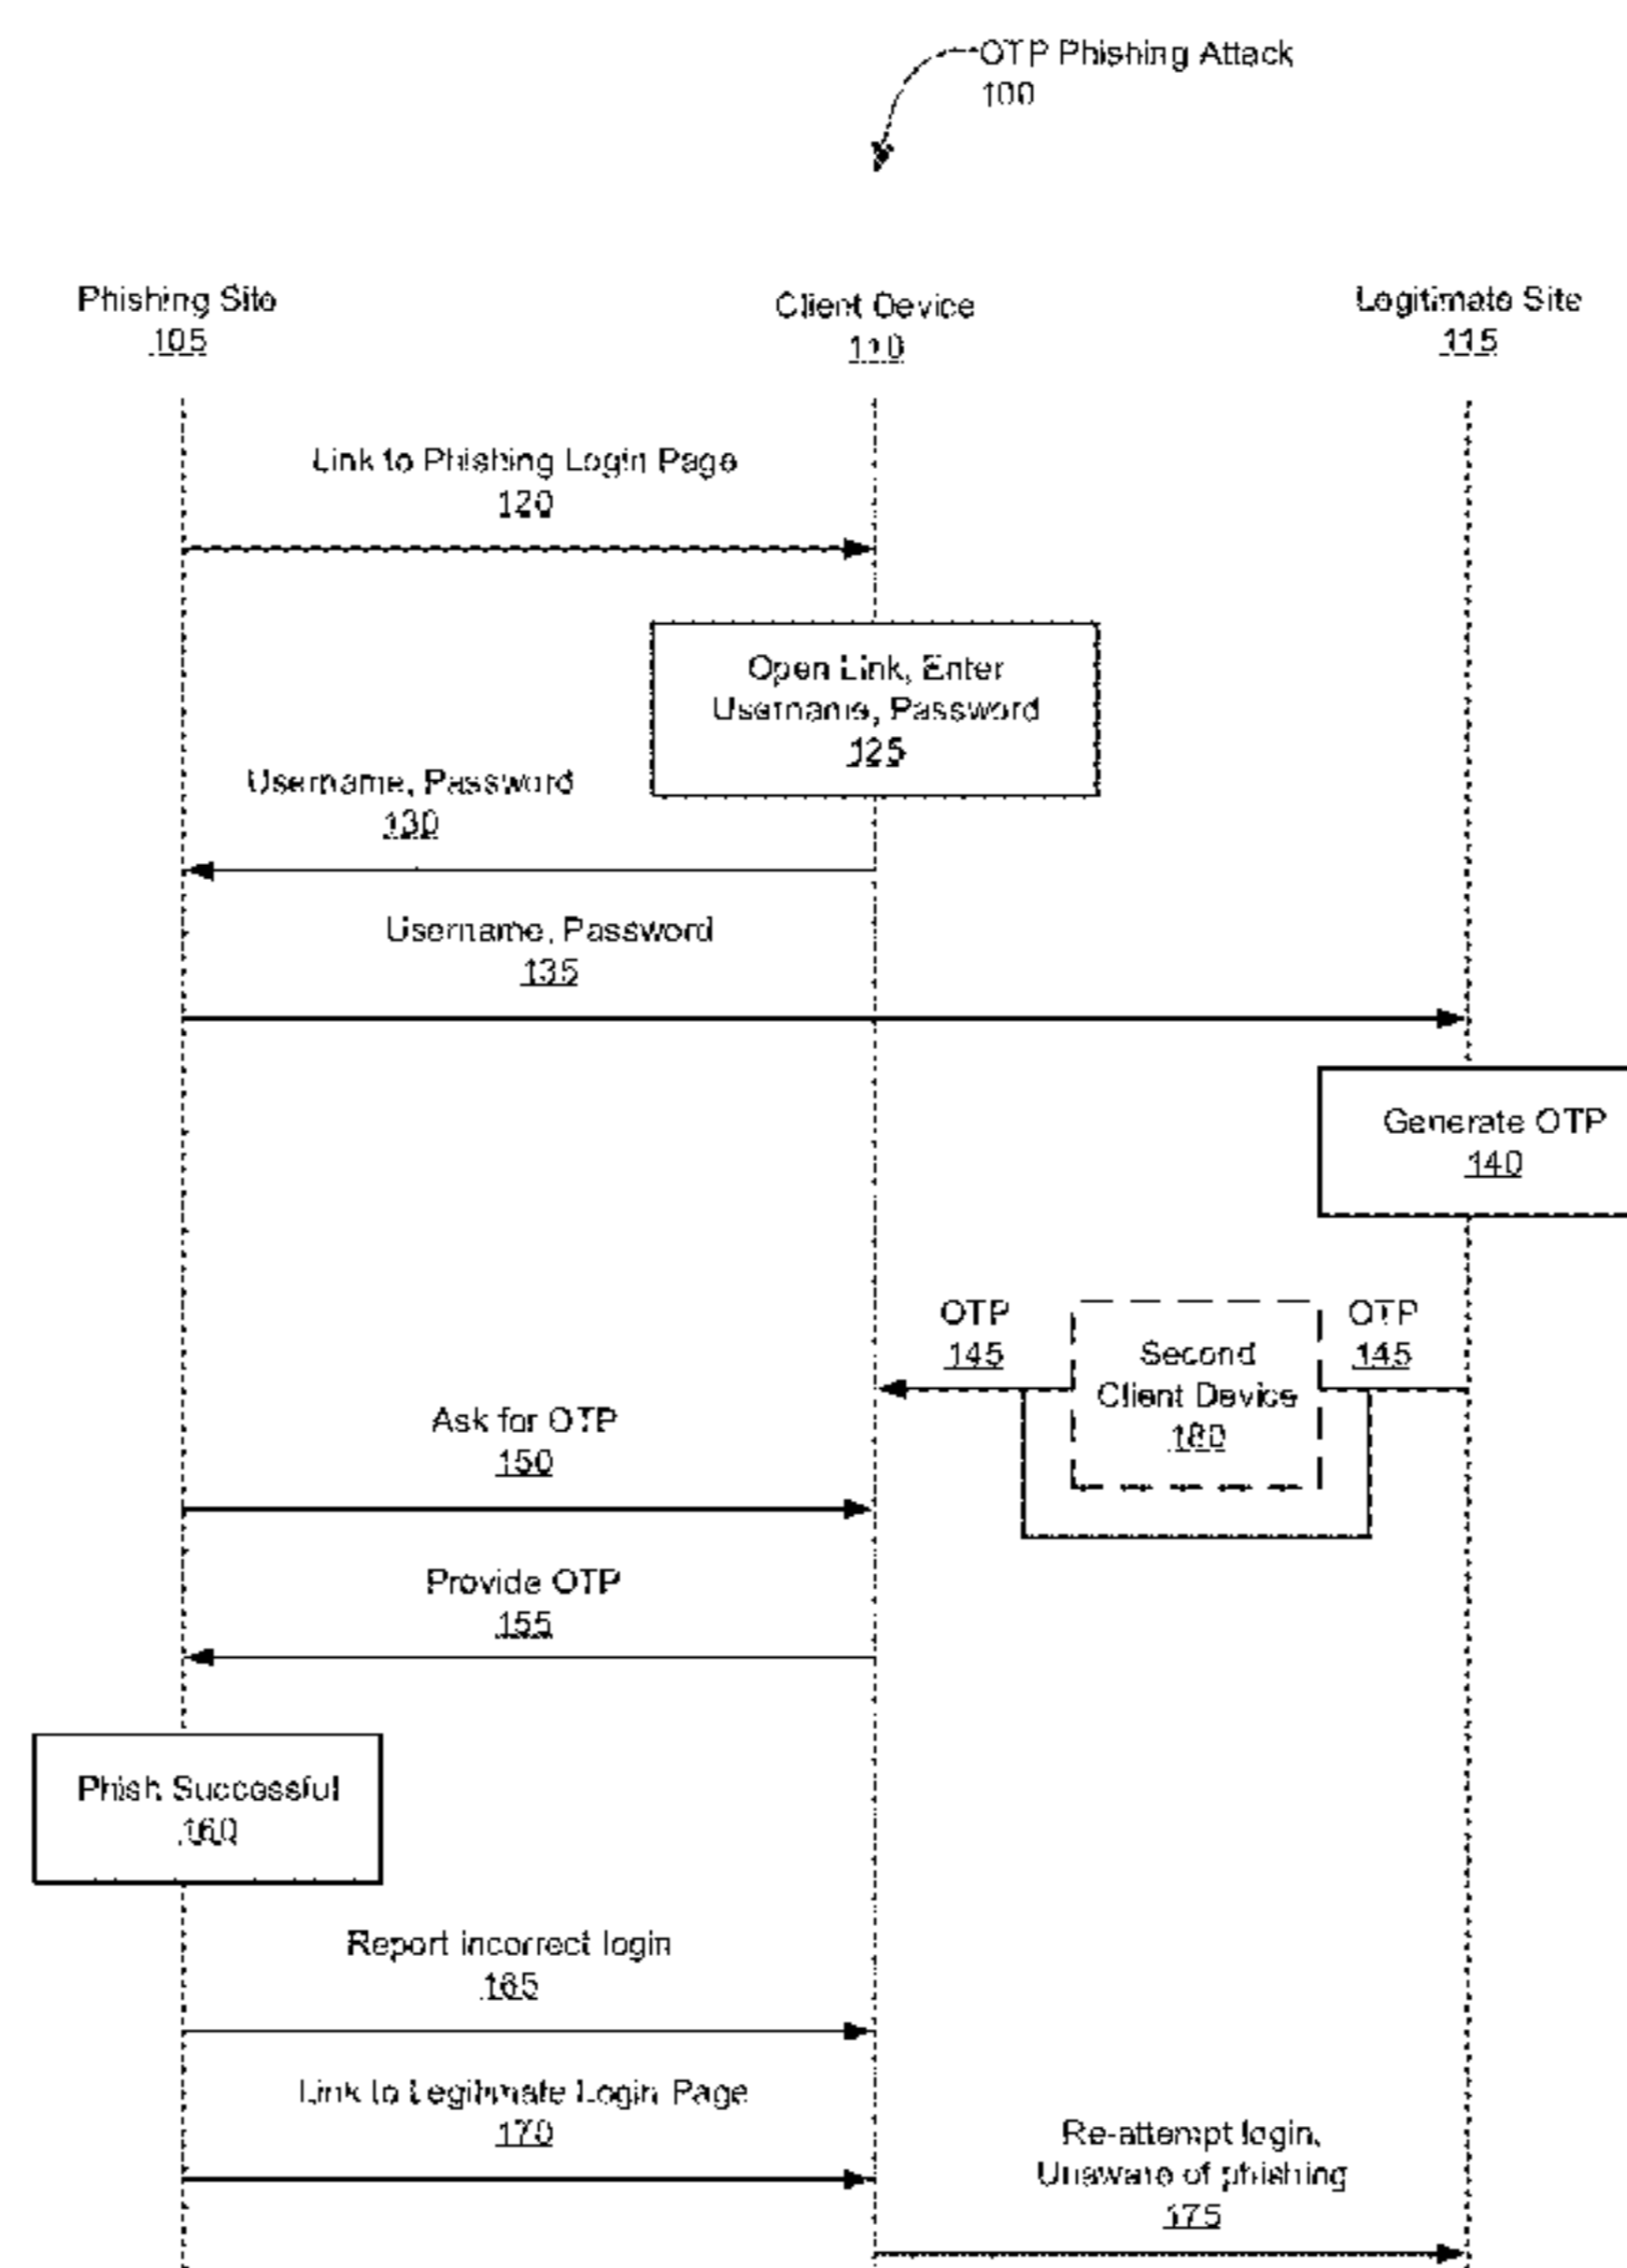 OTP Phishing Attack
100
Phishing Site
105
Client Device
110
Legitimate Site
115
Link to Phishing Login Page
120
Open Link, Enter
Username, Password
125
Username, Password
130
Username, Password
135
Generate OTP
140
OTP
145
Second
Client Device
180
OTP
145
Ask for OTP
150
Provide OTP
155
Phish Successful
160
Report incorrect login
165
Link to Legitimate Login Page
170
Re-attempt login,
Unaware of phishing
175